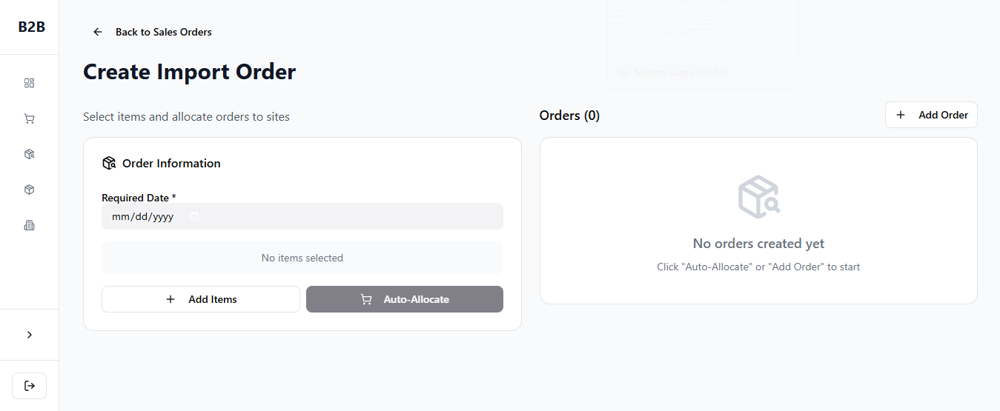 B2B
Back to Sales Orders
Create Import Order
Memory usage: 383 MB
Select items and allocate orders to sites
Order Information
Required Date *
mm/dd/yyyy
No items selected
Add Items
Auto-Allocate
Orders (0)
Add Order
No orders created yet
Click "Auto-Allocate" or "Add Order" to start